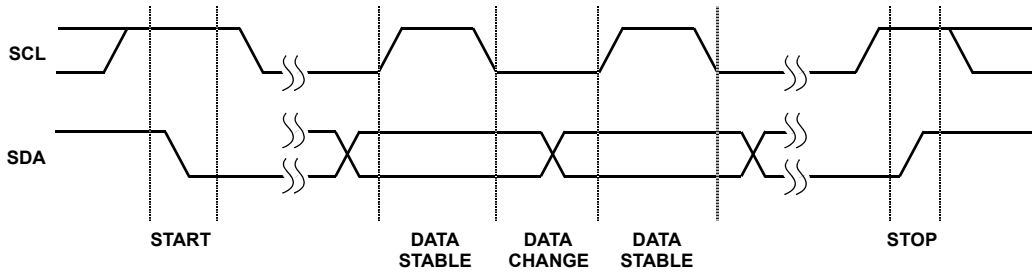 SCL
SDA
START
DATA
STABLE
DATA
CHANGE
DATA
STABLE
STOP